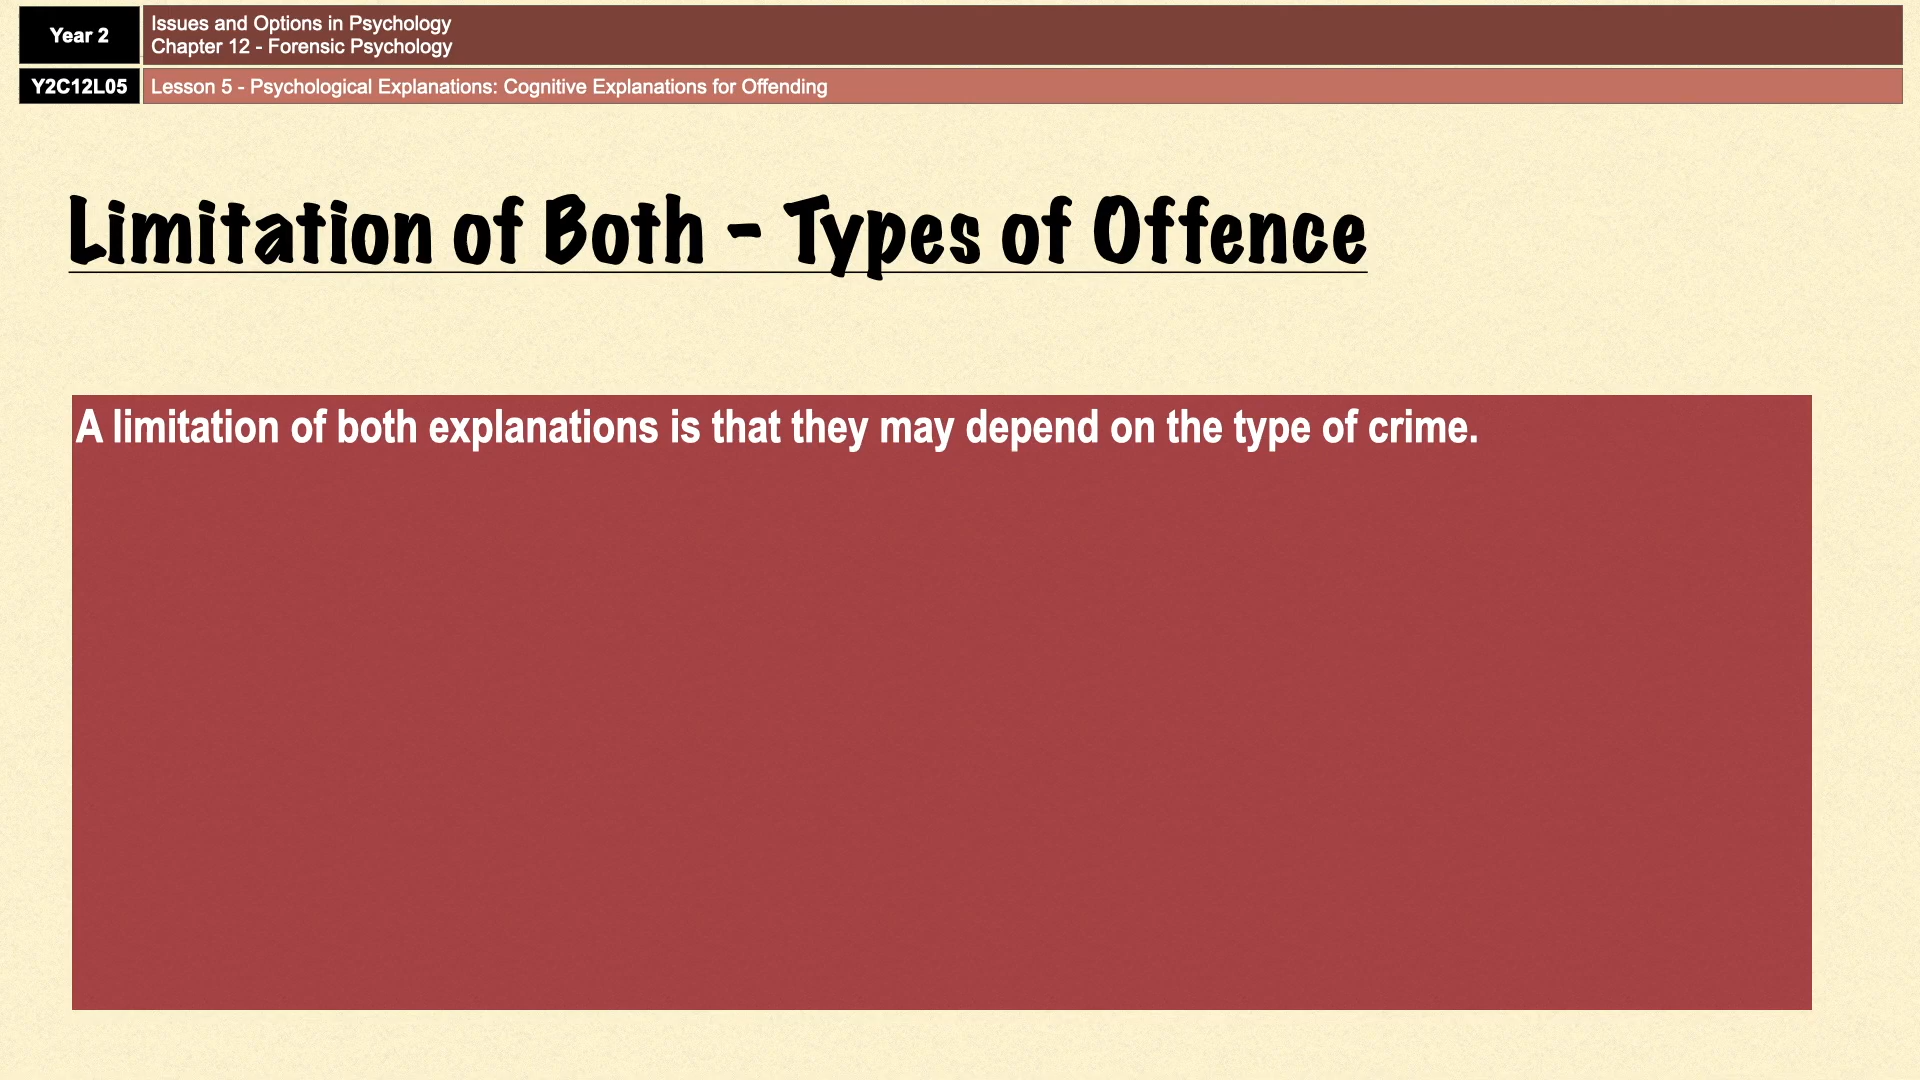 Year 2
Issues and Options in Psychology
Chapter 12 - Forensic Psychology
Y2C12L05
Lesson 5 - Psychological Explanations: Cognitive Explanations for Offending
Limitation of Both - Types of Offence
A limitation of both explanations is that they may depend on the type of crime.